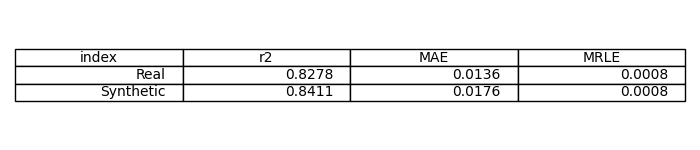 index r2 MAE MRLE
Real 0.8278 0.0136 0.0008
Synthetic 0.8411 0.0176 0.0008